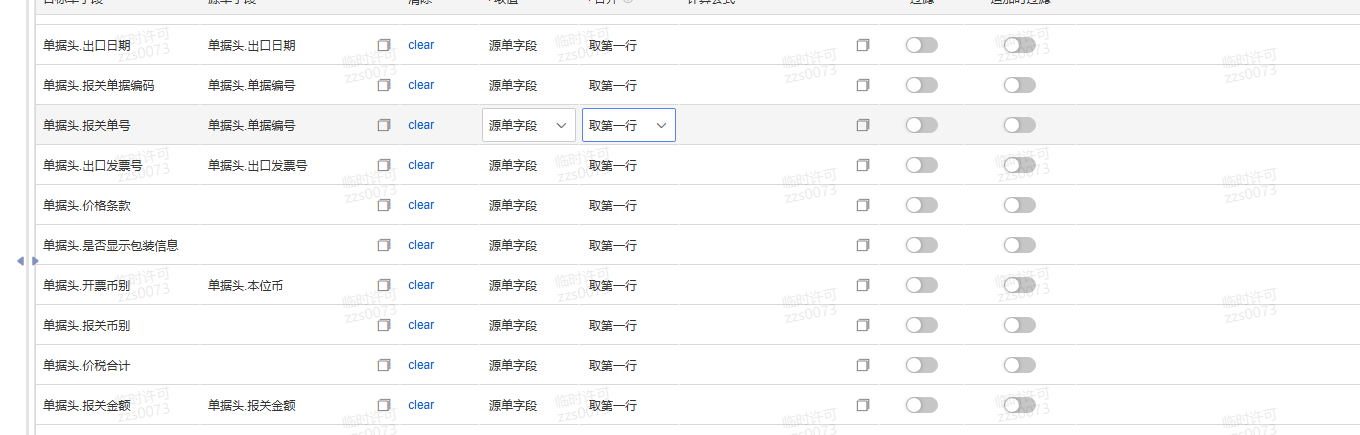 目标单字段 源单字段 清除 *取值 *合并 计算公式 过滤 追加时过滤
单据头.出口日期 单据头.出口日期 clear 源单字段 取第一行
单据头.报关单据编码 单据头.单据编号 clear 源单字段 取第一行
单据头.报关单号 单据头.单据编号 clear 源单字段 取第一行
单据头.出口发票号 单据头.出口发票号 clear 源单字段 取第一行
单据头.价格条款 clear 源单字段 取第一行
单据头.是否显示包装信息 clear 源单字段 取第一行
单据头.开票币别 单据头.本位币 clear 源单字段 取第一行
单据头.报关币别 clear 源单字段 取第一行
单据头.价税合计 clear 源单字段 取第一行
单据头.报关金额 单据头.报关金额 clear 源单字段 取第一行
临时许可
zzs0073